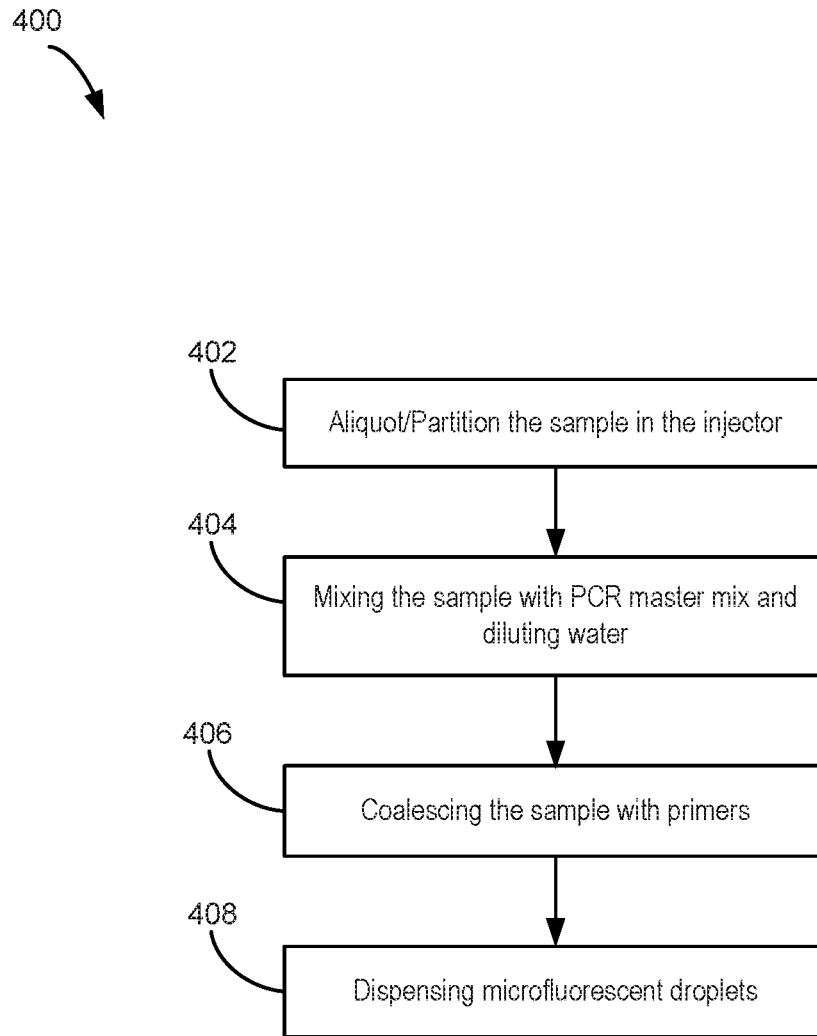 400
402
Aliquot/Partition the sample in the injector
404
Mixing the sample with PCR master mix and
diluting water
406
Coalescing the sample with primers
408
Dispensing microfluorescent droplets